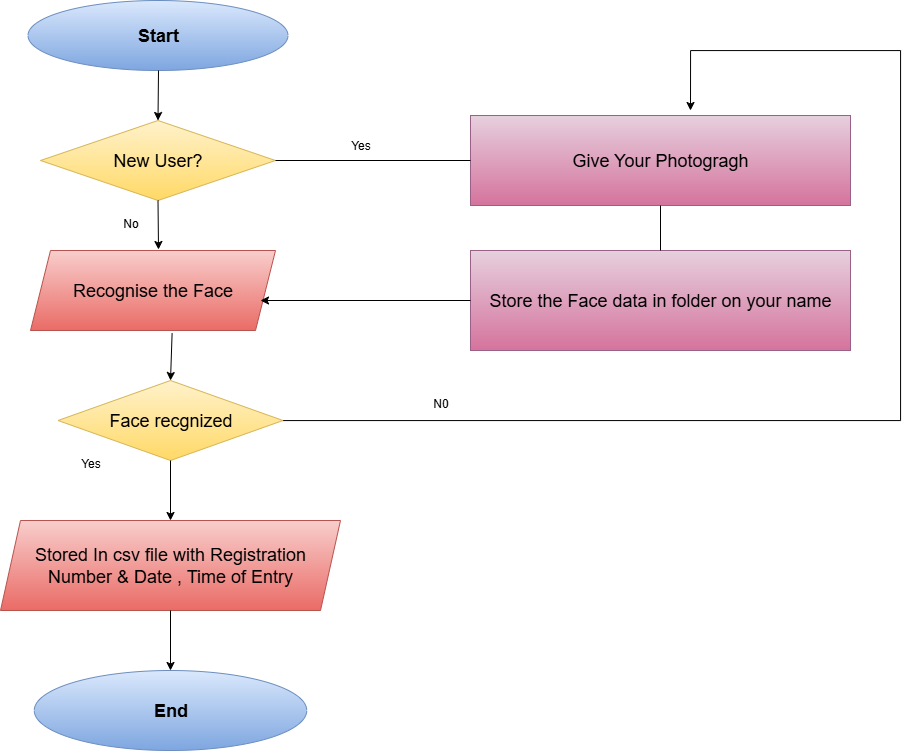 Start
New User?
Yes
Give Your Photogragh
No
Recognise the Face
Store the Face data in folder on your name
Face recgnized
N0
Yes
Stored In csv file with Registration
Number & Date , Time of Entry
End